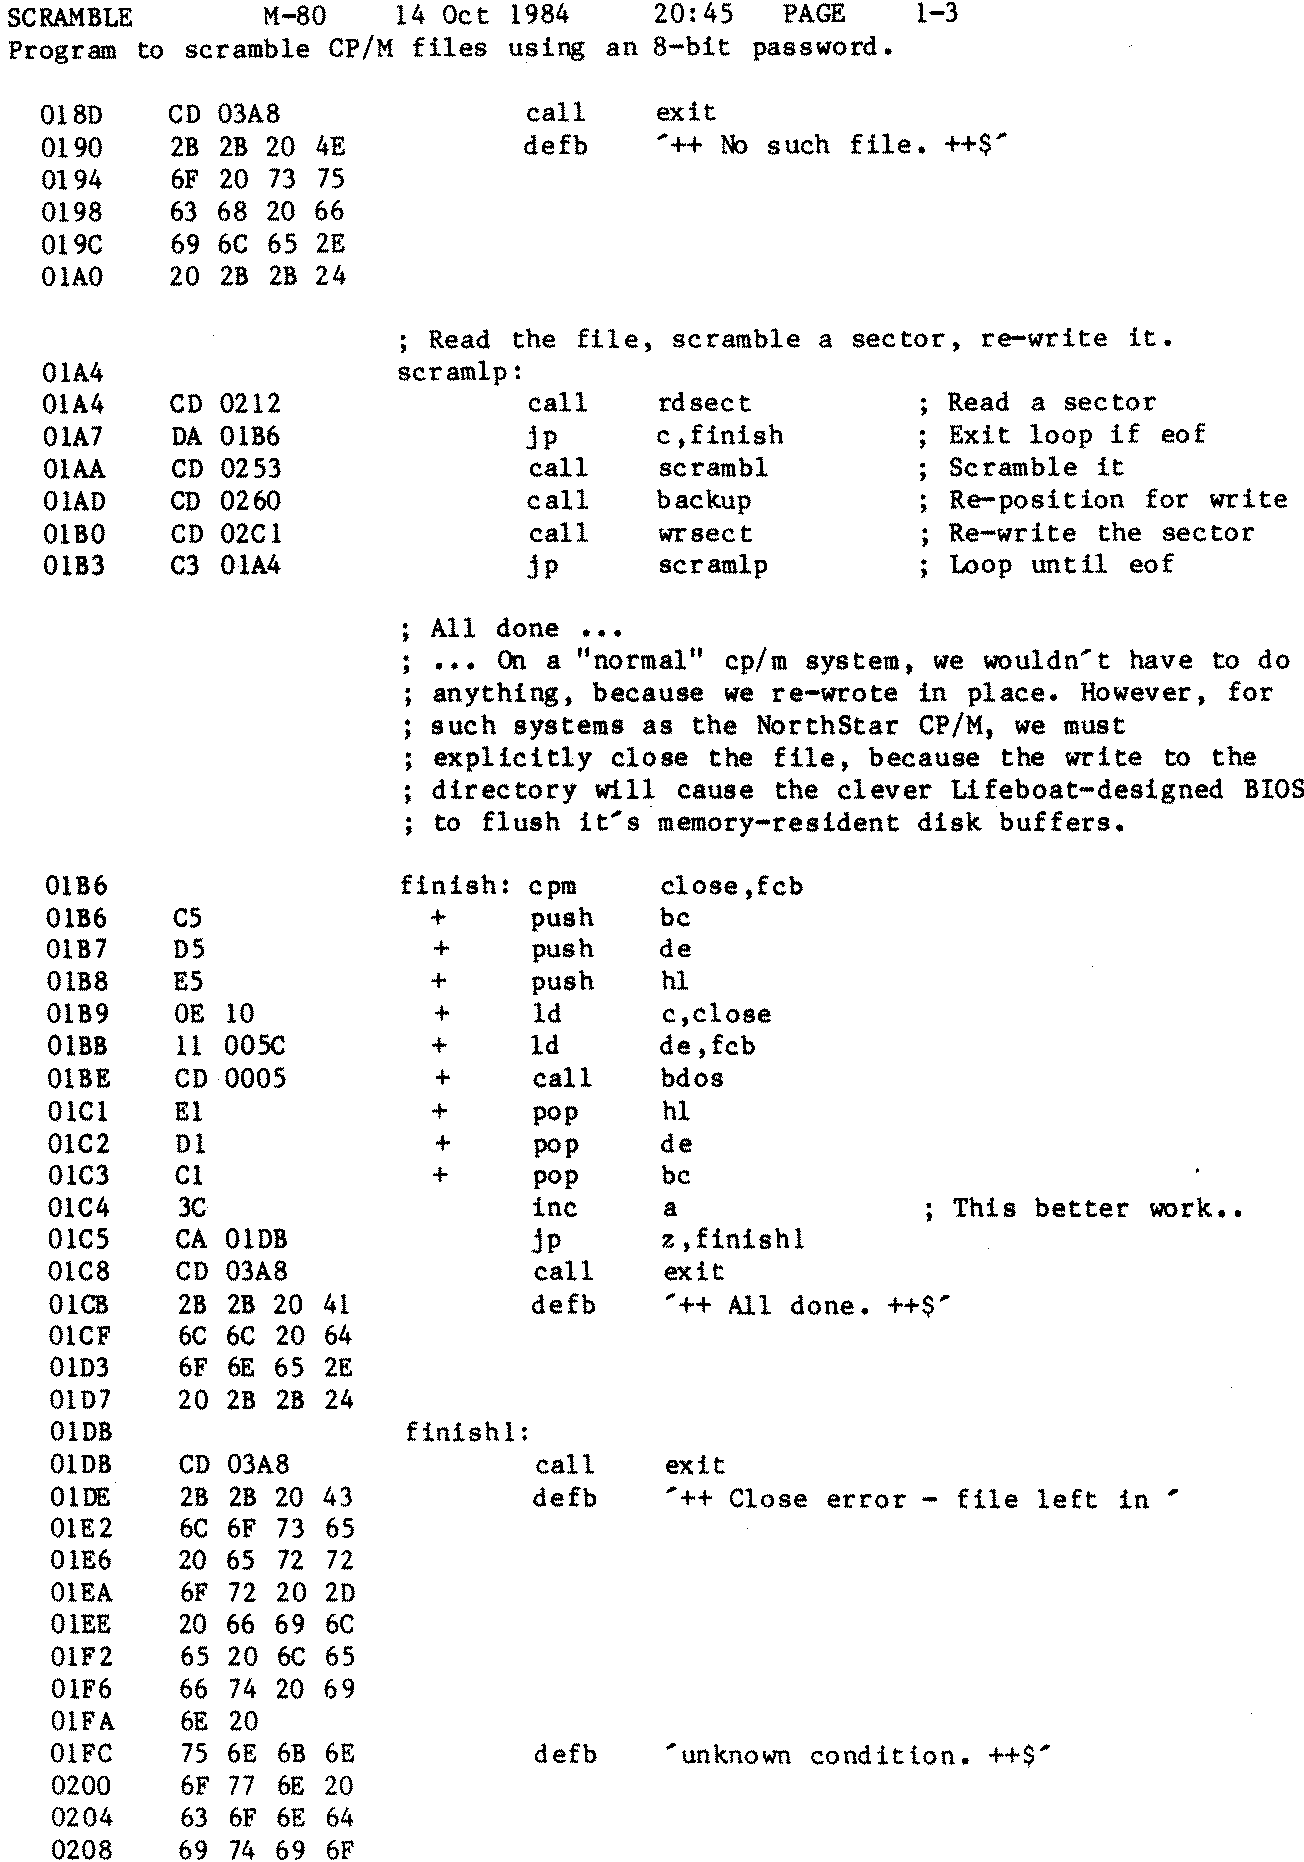 SCRAMBLE M-80 14 Oct 1984 20:45 PAGE 1-3
Program to scramble CP/M files using an 8-bit password.
018D CD 03A8 call exit
0190 2B 2B 20 4E defb ´++ No such file. ++$´
0194 6F 20 73 75
0198 63 68 20 66
019C 69 6C 65 2E
01A0 20 2B 2B 24
; Read the file, scramble a sector, re-write it.
01A4 scramlp:
01A4 CD 0212 call rdsect ; Read a sector
01A7 DA 01B6 jp c,finish ; Exit loop if eof
01AA CD 0253 call scrambl ; Scramble it
01AD CD 0260 call backup ; Re-position for write
01B0 CD 02C1 call wrsect ; Re-write the sector
01B3 C3 01A4 jp scramlp ; Loop until eof
; All done ...
; ... On a "normal" cp/m system, we wouldn´t have to do
; anything, because we re-wrote in place. However, for
; such systems as the NorthStar CP/M, we must
; explicitly close the file, because the write to the
; directory will cause the clever Lifeboat-designed BIOS
; to flush it´s memory-resident disk buffers.
01B6 finish: cpm close,fcb
01B6 C5 + push bc
01B7 D5 + push de
01B8 E5 + push hl
01B9 0E 10 + ld c,close
01BB 11 005C + ld de,fcb
01BE CD 0005 + call bdos
01C1 E1 + pop hl
01C2 D1 + pop de
01C3 C1 + pop bc
01C4 3C inc a ; This better work..
01C5 CA 01DB jp z,finish1
01C8 CD 03A8 call exit
01CB 2B 2B 20 41 defb ´++ All done. ++$´
01CF 6C 6C 20 64
01D3 6F 6E 65 2E
01D7 20 2B 2B 24
01DB finish1:
01DB CD 03A8 call exit
01DE 2B 2B 20 43 defb ´++ Close error - file left in ´
01E2 6C 6F 73 65
01E6 20 65 72 72
01EA 6F 72 20 2D
01EE 20 66 69 6C
01F2 65 20 6C 65
01F6 66 74 20 69
01FA 6E 20
01FC 75 6E 6B 6E defb ´unknown condition. ++$´
0200 6F 77 6E 20
0204 63 6F 6E 64
0208 69 74 69 6F